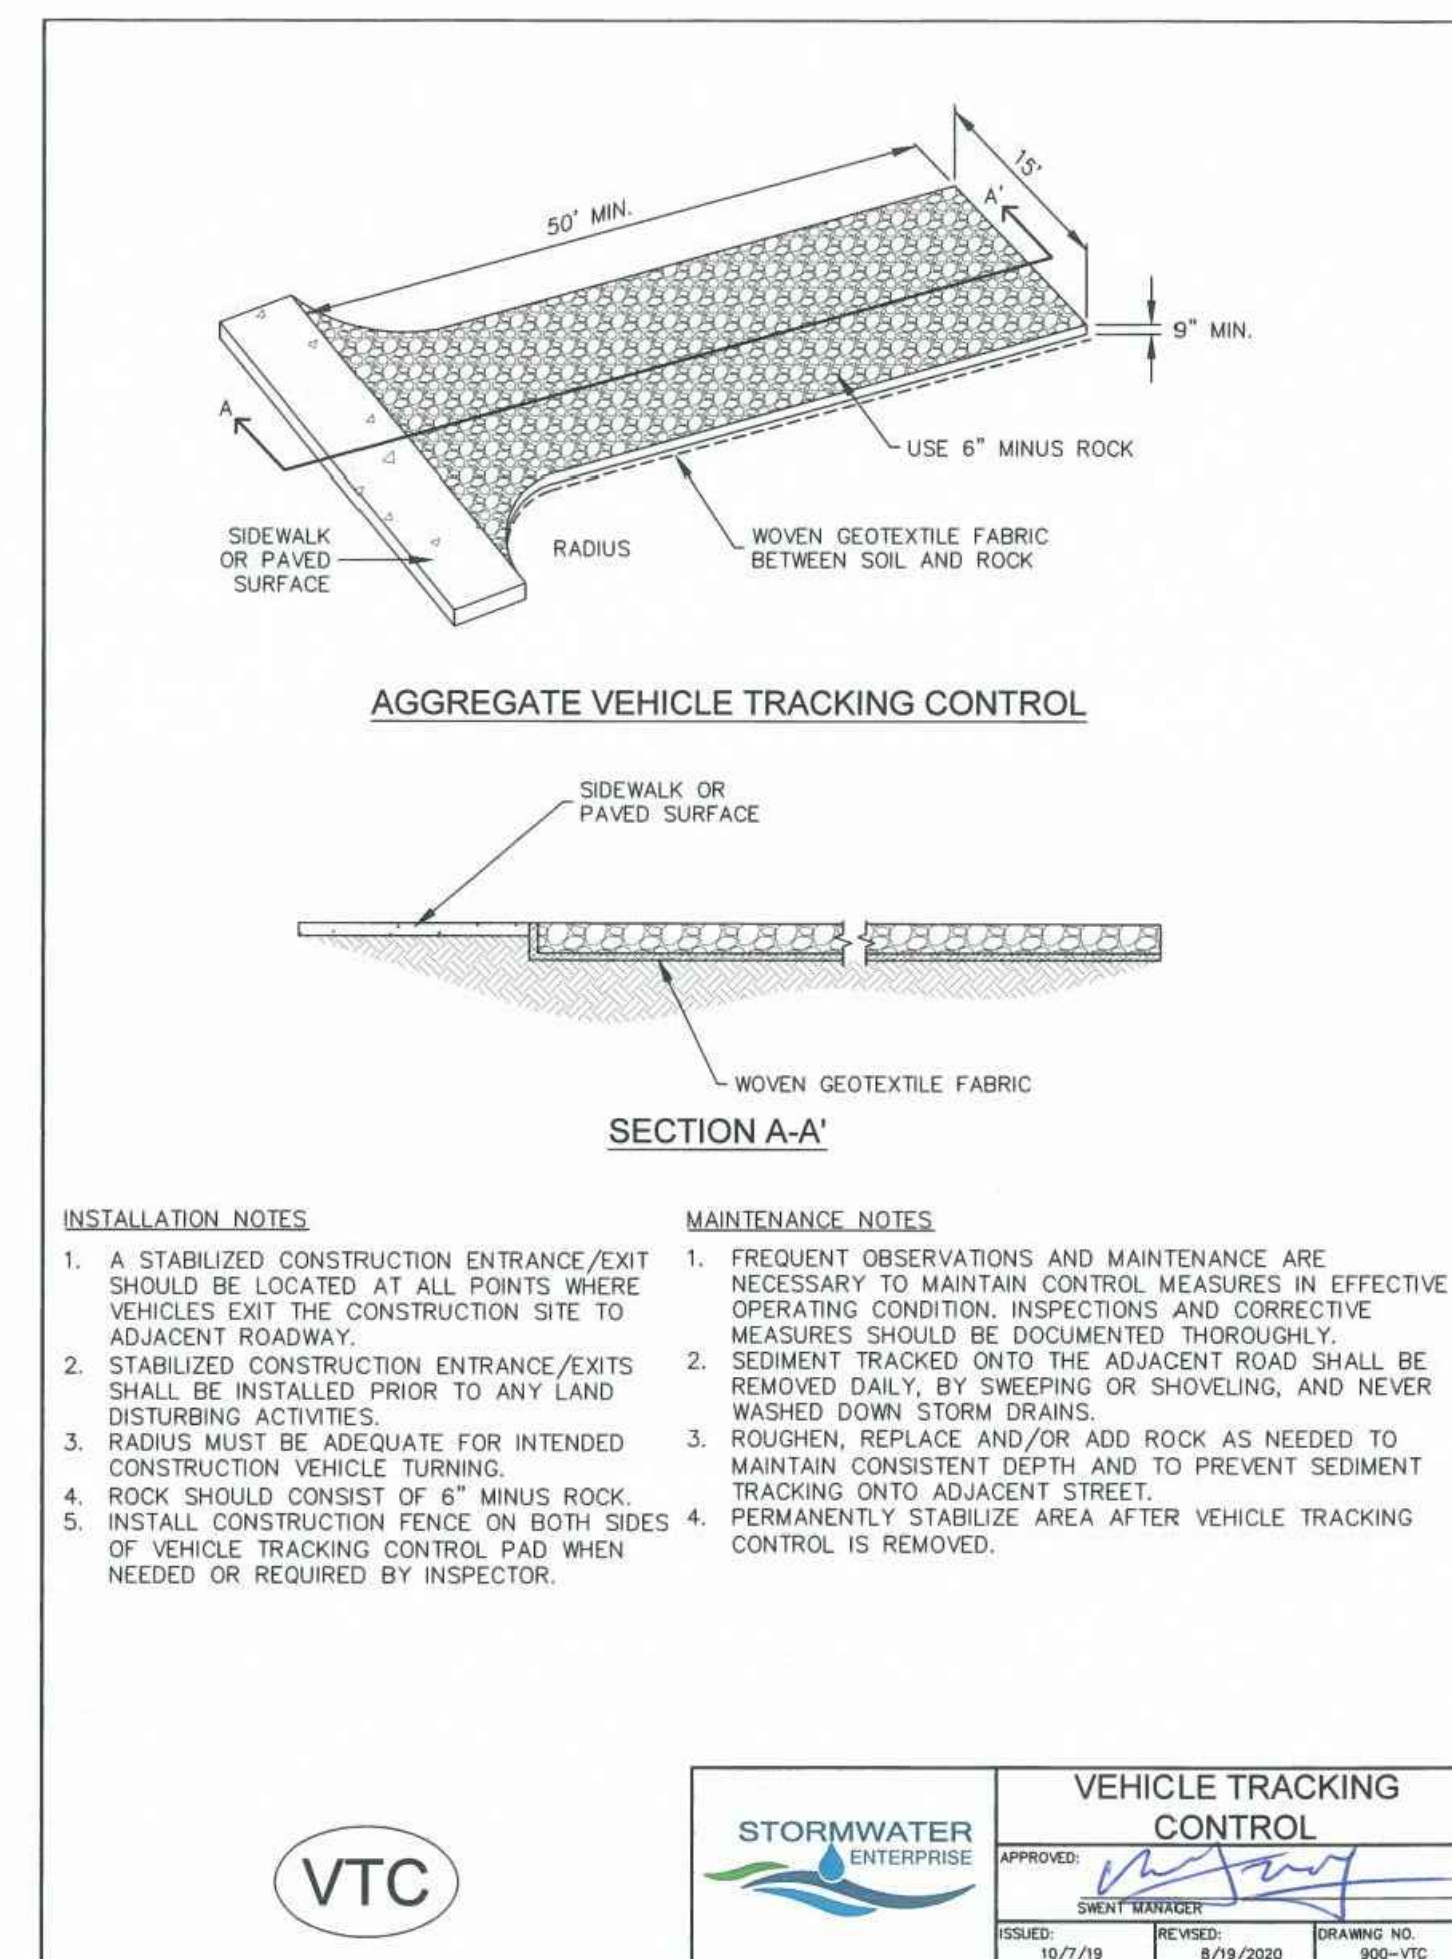 50' MIN.
15'
A'
9" MIN.
A
USE 6" MINUS ROCK
SIDEWALK
OR PAVED
SURFACE
RADIUS
WOVEN GEOTEXTILE FABRIC
BETWEEN SOIL AND ROCK
AGGREGATE VEHICLE TRACKING CONTROL
SIDEWALK OR
PAVED SURFACE
WOVEN GEOTEXTILE FABRIC
SECTION A-A'
INSTALLATION NOTES
1. A STABILIZED CONSTRUCTION ENTRANCE/EXIT
SHOULD BE LOCATED AT ALL POINTS WHERE
VEHICLES EXIT THE CONSTRUCTION SITE TO
ADJACENT ROADWAY.
2. STABILIZED CONSTRUCTION ENTRANCE/EXITS
SHALL BE INSTALLED PRIOR TO ANY LAND
DISTURBING ACTIVITIES.
3. RADIUS MUST BE ADEQUATE FOR INTENDED
CONSTRUCTION VEHICLE TURNING.
4. ROCK SHOULD CONSIST OF 6" MINUS ROCK.
5. INSTALL CONSTRUCTION FENCE ON BOTH SIDES
OF VEHICLE TRACKING CONTROL PAD WHEN
NEEDED OR REQUIRED BY INSPECTOR.
MAINTENANCE NOTES
1. FREQUENT OBSERVATIONS AND MAINTENANCE ARE
NECESSARY TO MAINTAIN CONTROL MEASURES IN EFFECTIVE
OPERATING CONDITION. INSPECTIONS AND CORRECTIVE
MEASURES SHOULD BE DOCUMENTED THOROUGHLY.
2. SEDIMENT TRACKED ONTO THE ADJACENT ROAD SHALL BE
REMOVED DAILY, BY SWEEPING OR SHOVELING, AND NEVER
WASHED DOWN STORM DRAINS.
3. ROUGHEN, REPLACE AND/OR ADD ROCK AS NEEDED TO
MAINTAIN CONSISTENT DEPTH AND TO PREVENT SEDIMENT
TRACKING ONTO ADJACENT STREET.
4. PERMANENTLY STABILIZE AREA AFTER VEHICLE TRACKING
CONTROL IS REMOVED.
VTC
STORMWATER
ENTERPRISE
VEHICLE TRACKING
CONTROL
APPROVED:
SWENT MANAGER
ISSUED:
10/7/19
REVISED:
8/19/2020
DRAWING NO.
900-VTC